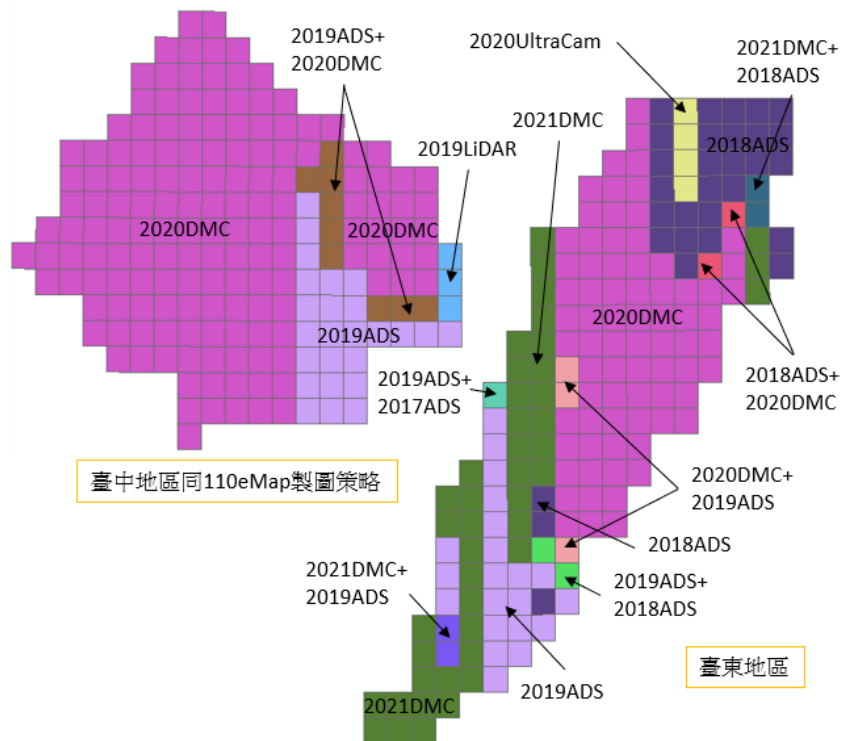 2019ADS+
2020DMC
2020UltraCam
2021DMC+
2018ADS
2021DMC
2018ADS
2019LiDAR
2020DMC
2020DMC
2020DMC
2019ADS
2019ADS+
2017ADS
2018ADS+
2020DMC
臺中地區同110eMap製圖策略
2020DMC+
2019ADS
2018ADS
2021DMC+
2019ADS
2019ADS+
2018ADS
臺東地區
2019ADS
2021DMC